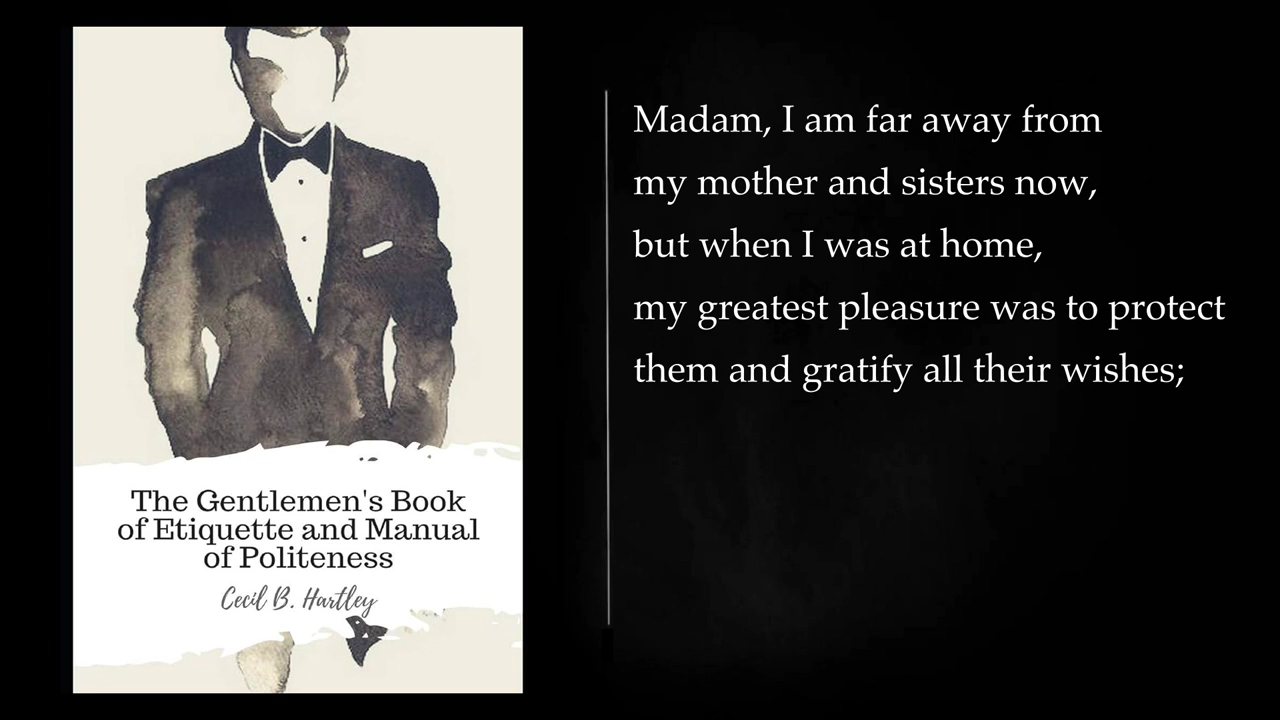 Madam, I am far away from
my mother and sisters now,
but when I was at home,
my greatest pleasure was to protect
them and gratify all their wishes;
The Gentlemen's Book
of Etiquette and Manual
of Politeness
Cecil B. Hartley